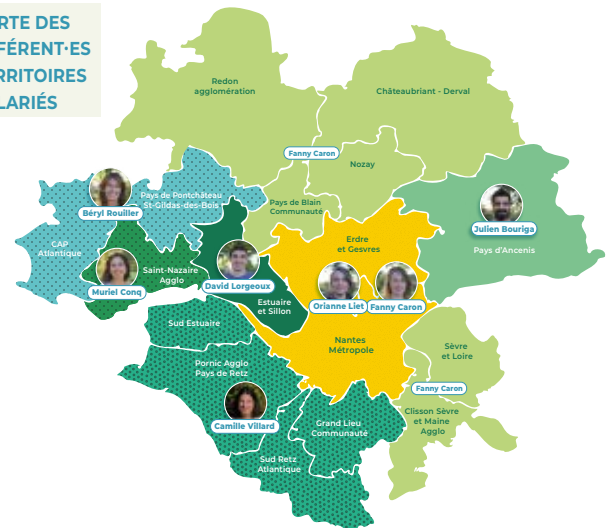 RTE DES
FÉRENT·ES
RRITOIRES
LARIÉS
Redon
agglomération
Châteaubriant - Derval
Fanny Caron
Nozay
Pays de Pontchâteau
St-Gildas-des-Bois
Pays de Blain
Communauté
Béryl Rouiller
Julien Bouriga
CAP
Atlantique
Erdre
et Gesvres
Pays d'Ancenis
Saint-Nazaire
Agglo
Muriel Conq
David Lorgeoux
Orianne Liet
Fanny Caron
Estuaire
et Sillon
Sud Estuaire
Nantes
Métropole
Sèvre
et Loire
Pornic Agglo
Pays de Retz
Fanny Caron
Camille Villard
Grand Lieu
Communauté
Clisson Sèvre
et Maine
Agglo
Sud Retz
Atlantique